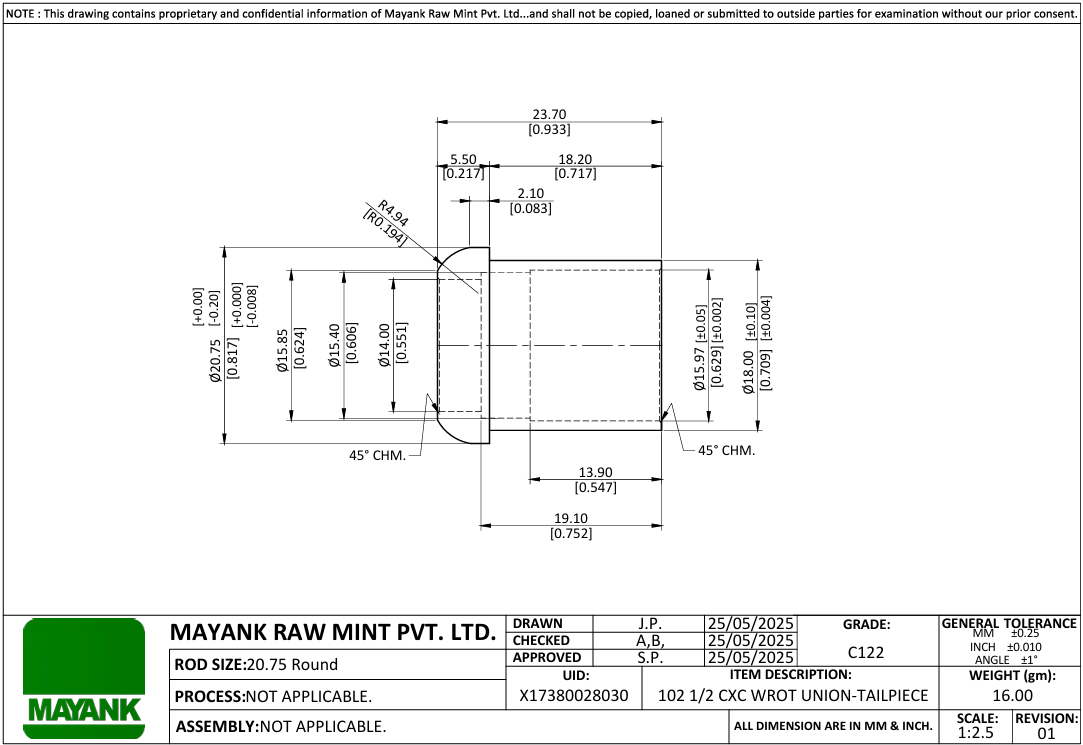 NOTE : This drawing contains proprietary and confidential information of Mayank Raw Mint Pvt. Ltd...and shall not be copied, loaned or submitted to outside parties for examination without our prior consent.
23.70
[0.933]
5.50
[0.217]
18.20
[0.717]
2.10
[0.083]
R4.94
[R0.194]
Ø20.75 [+0.00] [-0.20]
[0.817] [+0.000] [-0.008]
Ø15.85
[0.624]
Ø15.40
[0.606]
Ø14.00
[0.551]
Ø15.97 [±0.05]
[0.629] [±0.002]
Ø18.00 [±0.10]
[0.709] [±0.004]
45° CHM.
45° CHM.
13.90
[0.547]
19.10
[0.752]
MAYANK
MAYANK RAW MINT PVT. LTD.
ROD SIZE:20.75 Round
PROCESS:NOT APPLICABLE.
ASSEMBLY:NOT APPLICABLE.
DRAWN J.P. 25/05/2025
CHECKED A,B, 25/05/2025
APPROVED S.P. 25/05/2025
GRADE:
C122
GENERAL TOLERANCE
MM ±0.25
INCH ±0.010
ANGLE ±1°
UID:
X17380028030
ITEM DESCRIPTION:
102 1/2 CXC WROT UNION-TAILPIECE
WEIGHT (gm):
16.00
ALL DIMENSION ARE IN MM & INCH.
SCALE:
1:2.5
REVISION:
01